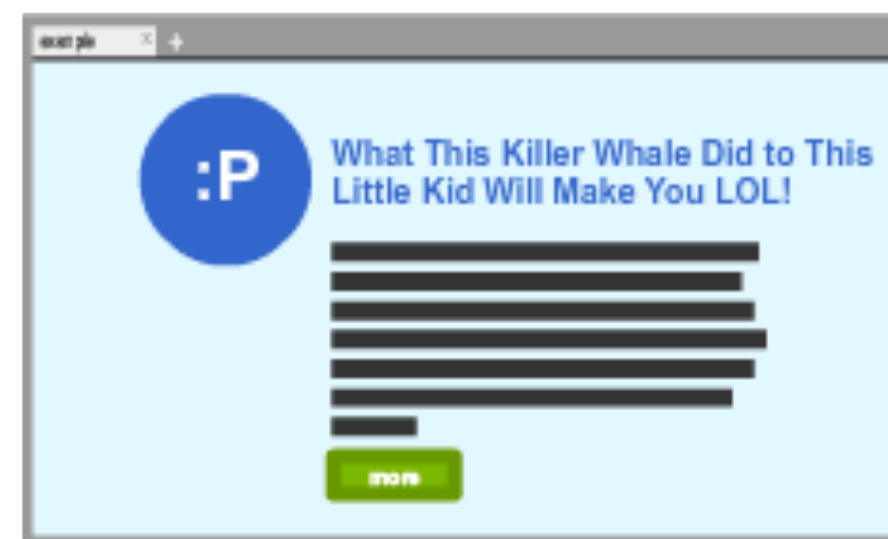 example
:P
What This Killer Whale Did to This
Little Kid Will Make You LOL!
more